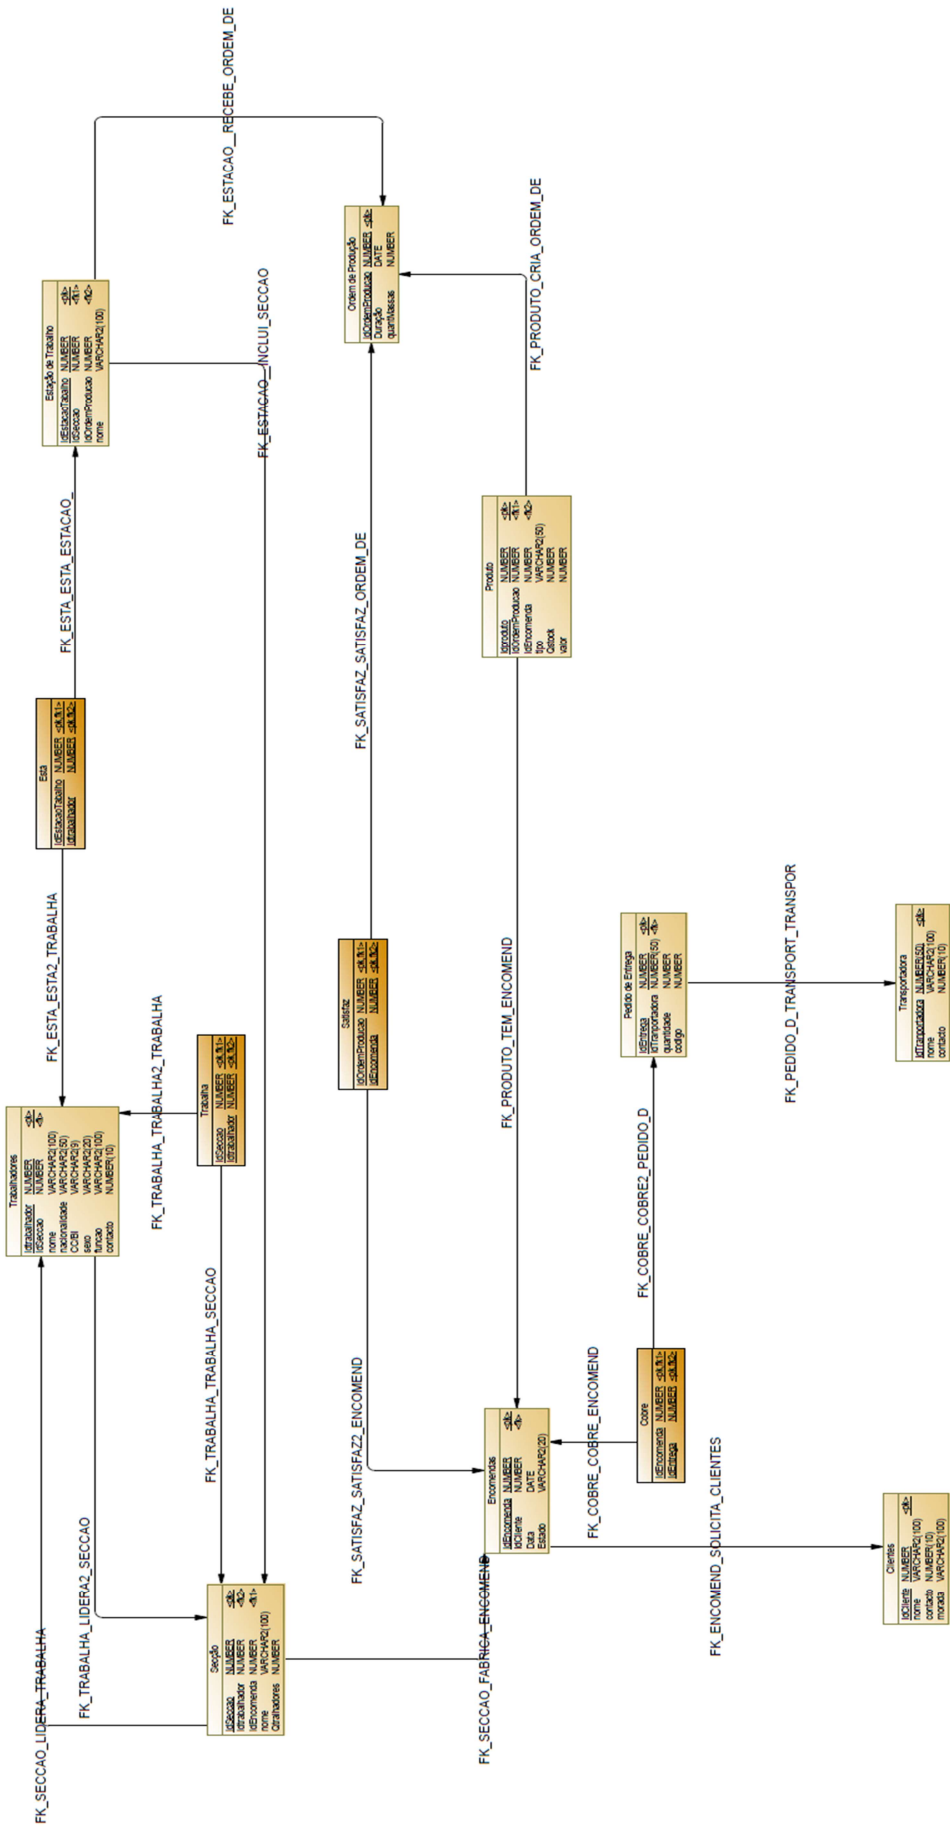 FK_SECCAO_LIDERA_TRABALHA
FK_TRABALHA_LIDERA2_SECCAO
Trabalhadores
Idtrabalhador NUMBER <pk>
IdSeccao NUMBER <fk>
nome VARCHAR2(100)
nacionalidade VARCHAR2(50)
CC/BI VARCHAR2(9)
sexo VARCHAR2(20)
funcao VARCHAR2(100)
contacto NUMBER(10)
FK_ESTA_ESTA2_TRABALHA
Está
IdEstacaoTabalho NUMBER <pk,fk1>
Idtrabalhador NUMBER <pk,fk2>
FK_ESTA_ESTA_ESTACAO_
Estação de Trabalho
IdEstacaoTabalho NUMBER <pk>
IdSeccao NUMBER <fk1>
IdOrdemProducao NUMBER <fk2>
nome VARCHAR2(100)
FK_ESTACAO__RECEBE_ORDEM_DE
FK_TRABALHA_TRABALHA2_TRABALHA
Trabalha
IdSeccao NUMBER <pk,fk1>
Idtrabalhador NUMBER <pk,fk2>
FK_TRABALHA_TRABALHA_SECCAO
FK_ESTACAO__INCLUI_SECCAO
Secção
IdSeccao NUMBER <pk>
Idtrabalhador NUMBER <fk2>
IdEncomenda NUMBER <fk1>
nome VARCHAR2(100)
Qtralhadores NUMBER
FK_SATISFAZ_SATISFAZ2_ENCOMEND
Satisfaz
IdOrdemProducao NUMBER <pk,fk1>
IdEncomenda NUMBER <pk,fk2>
FK_SATISFAZ_SATISFAZ_ORDEM_DE
Ordem de Produção
IdOrdemProducao NUMBER <pk>
Duração DATE
quantMassas NUMBER
FK_SECCAO_FABRICA_ENCOMEND
Encomendas
IdEncomenda NUMBER <pk>
IdCliente NUMBER <fk>
Data DATE
Estado VARCHAR2(20)
FK_PRODUTO_TEM_ENCOMEND
Produto
Idproduto NUMBER <pk>
IdOrdemProducao NUMBER <fk1>
IdEncomenda NUMBER <fk2>
tipo VARCHAR2(50)
Qstock NUMBER
valor NUMBER
FK_PRODUTO_CRIA_ORDEM_DE
FK_COBRE_COBRE_ENCOMEND
Cobre
IdEncomenda NUMBER <pk,fk1>
IdEntrega NUMBER <pk,fk2>
FK_COBRE_COBRE2_PEDIDO_D
Pedido de Entrega
IdEntrega NUMBER <pk>
IdTranportadora NUMBER(50) <fk>
quantidade NUMBER
codigo NUMBER
FK_ENCOMEND_SOLICITA_CLIENTES
FK_PEDIDO_D_TRANSPORT_TRANSPOR
Clientes
IdCliente NUMBER <pk>
nome VARCHAR2(100)
contacto NUMBER(10)
morada VARCHAR2(100)
Transportadora
IdTranportadora NUMBER(50) <pk>
nome VARCHAR2(100)
contacto NUMBER(10)